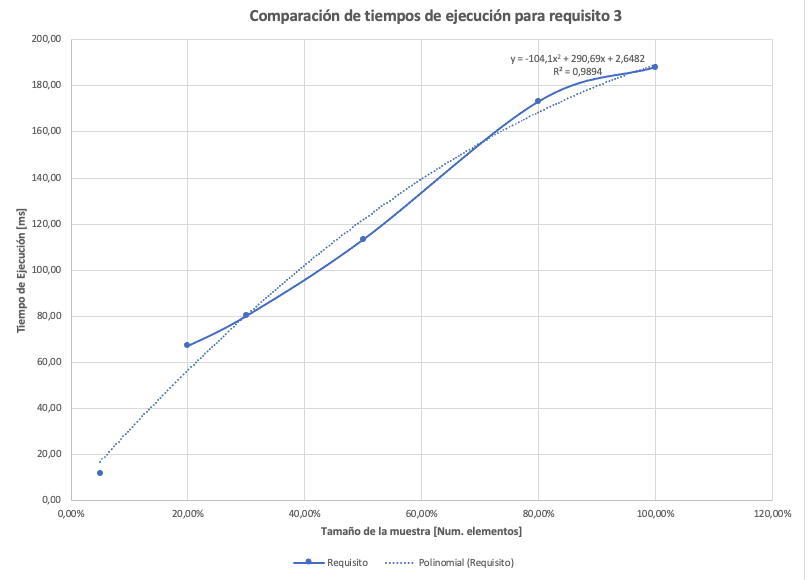 Comparación de tiempos de ejecución para requisito 3
200,00
180,00
160,00
140,00
120,00
100,00
80,00
60,00
40,00
20,00
0,00
Tiempo de Ejecución [ms]
y = -104,1x² + 290,69x + 2,6482
R² = 0,9894
0,00% 20,00% 40,00% 60,00% 80,00% 100,00% 120,00%
Tamaño de la muestra [Num. elementos]
Requisito Polinomial (Requisito)